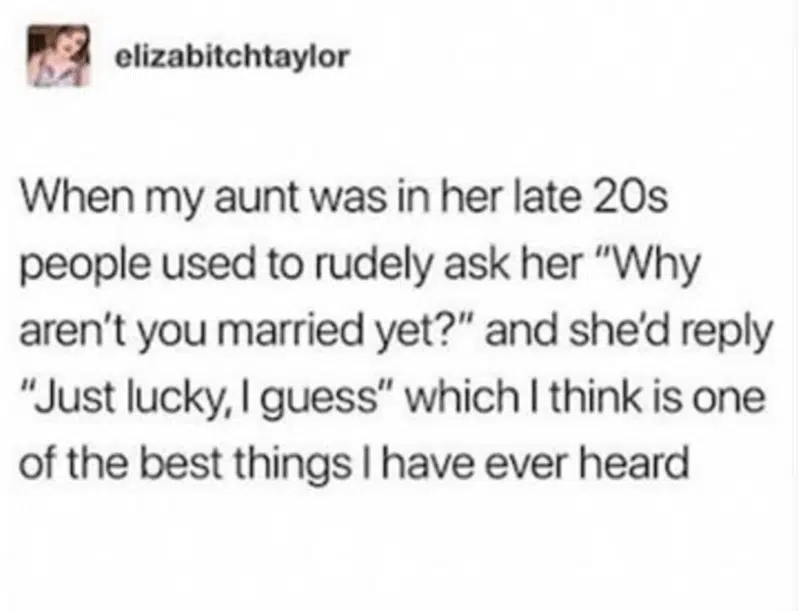 elizabitchtaylor
When my aunt was in her late 20s
people used to rudely ask her "Why
aren't you married yet?" and she'd reply
"Just lucky, I guess" which I think is one
of the best things I have ever heard